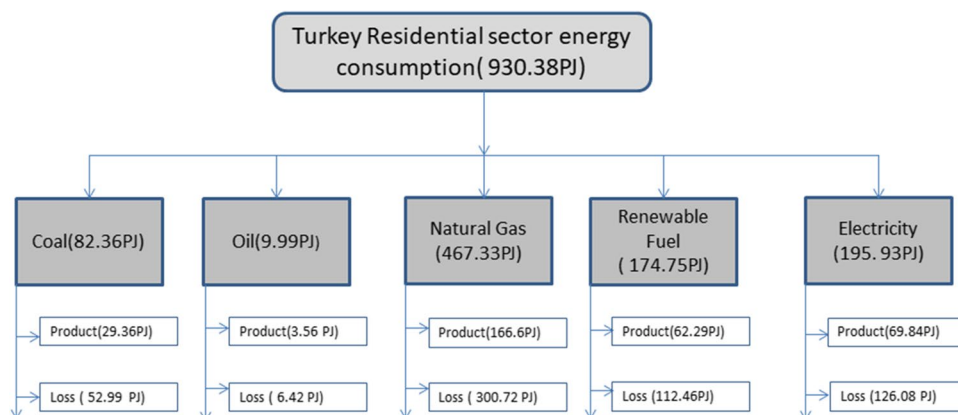 Turkey Residential sector energy
consumption( 930.38PJ)
Coal(82.36PJ)
Oil(9.99PJ)
Natural Gas
(467.33PJ)
Renewable
Fuel
( 174.75PJ)
Electricity
(195. 93PJ)
Product(29.36PJ)
Product(3.56 PJ)
Product(166.6PJ)
Product(62.29PJ)
Product(69.84PJ)
Loss ( 52.99 PJ)
Loss ( 6.42 PJ)
Loss ( 300.72 PJ)
Loss (112.46PJ)
Loss ( 126.08 PJ)